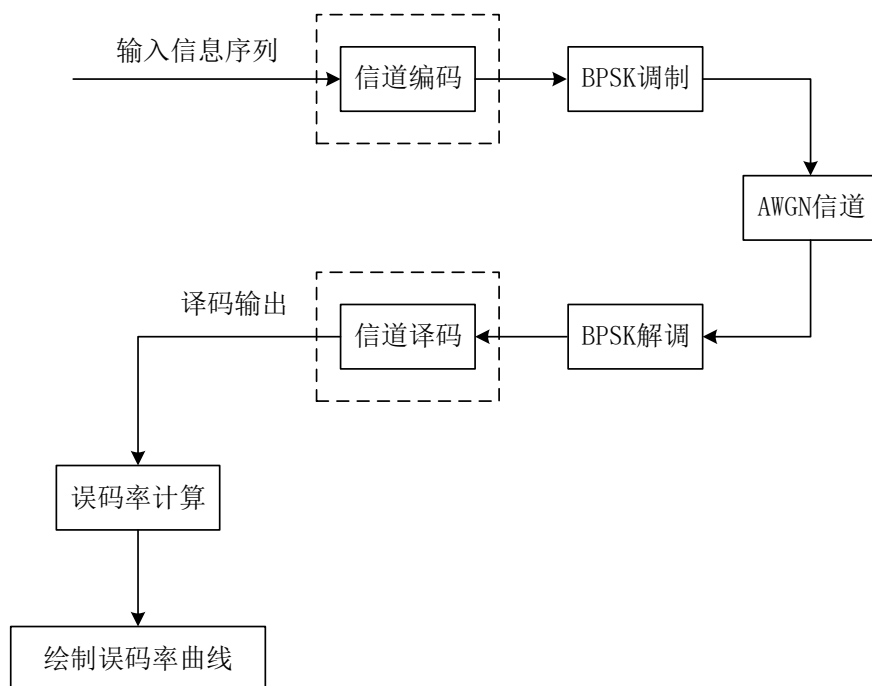 输入信息序列
信道编码
BPSK调制
AWGN信道
译码输出
信道译码
BPSK解调
误码率计算
绘制误码率曲线